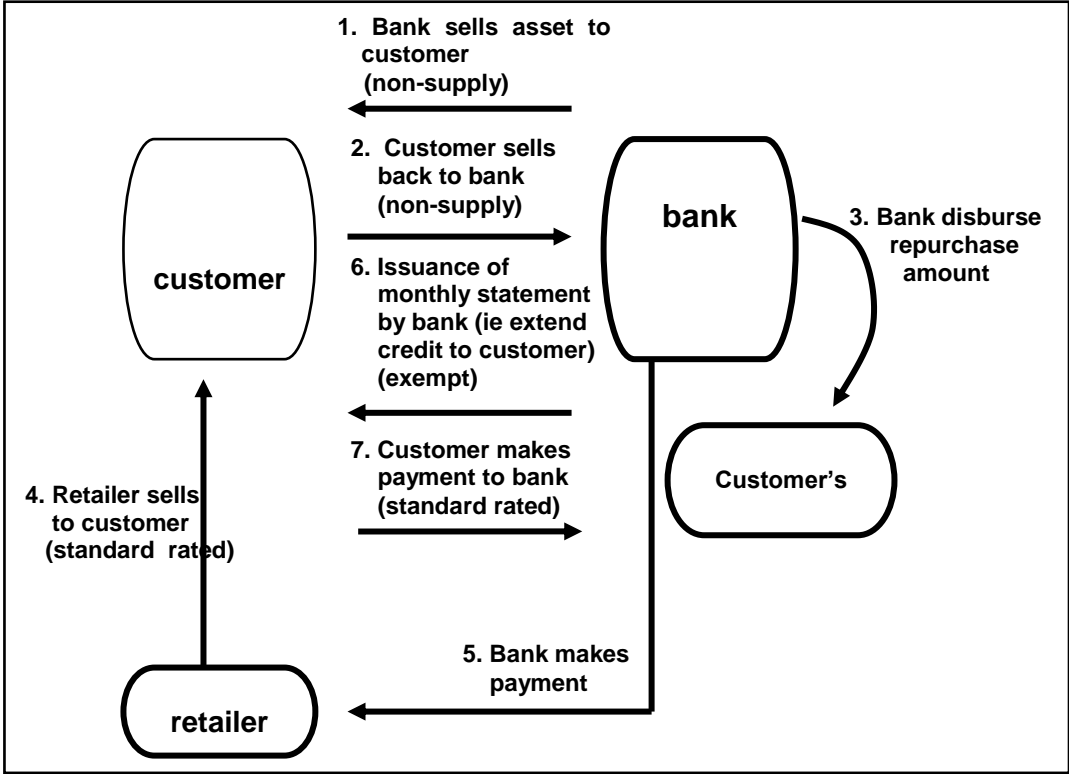 1. Bank sells asset to
customer
(non-supply)
2. Customer sells
back to bank
(non-supply)
bank
3. Bank disburse
repurchase
amount
customer
6. Issuance of
monthly statement
by bank (ie extend
credit to customer)
(exempt)
7. Customer makes
payment to bank
(standard rated)
Customer's
4. Retailer sells
to customer
(standard rated)
5. Bank makes
payment
retailer